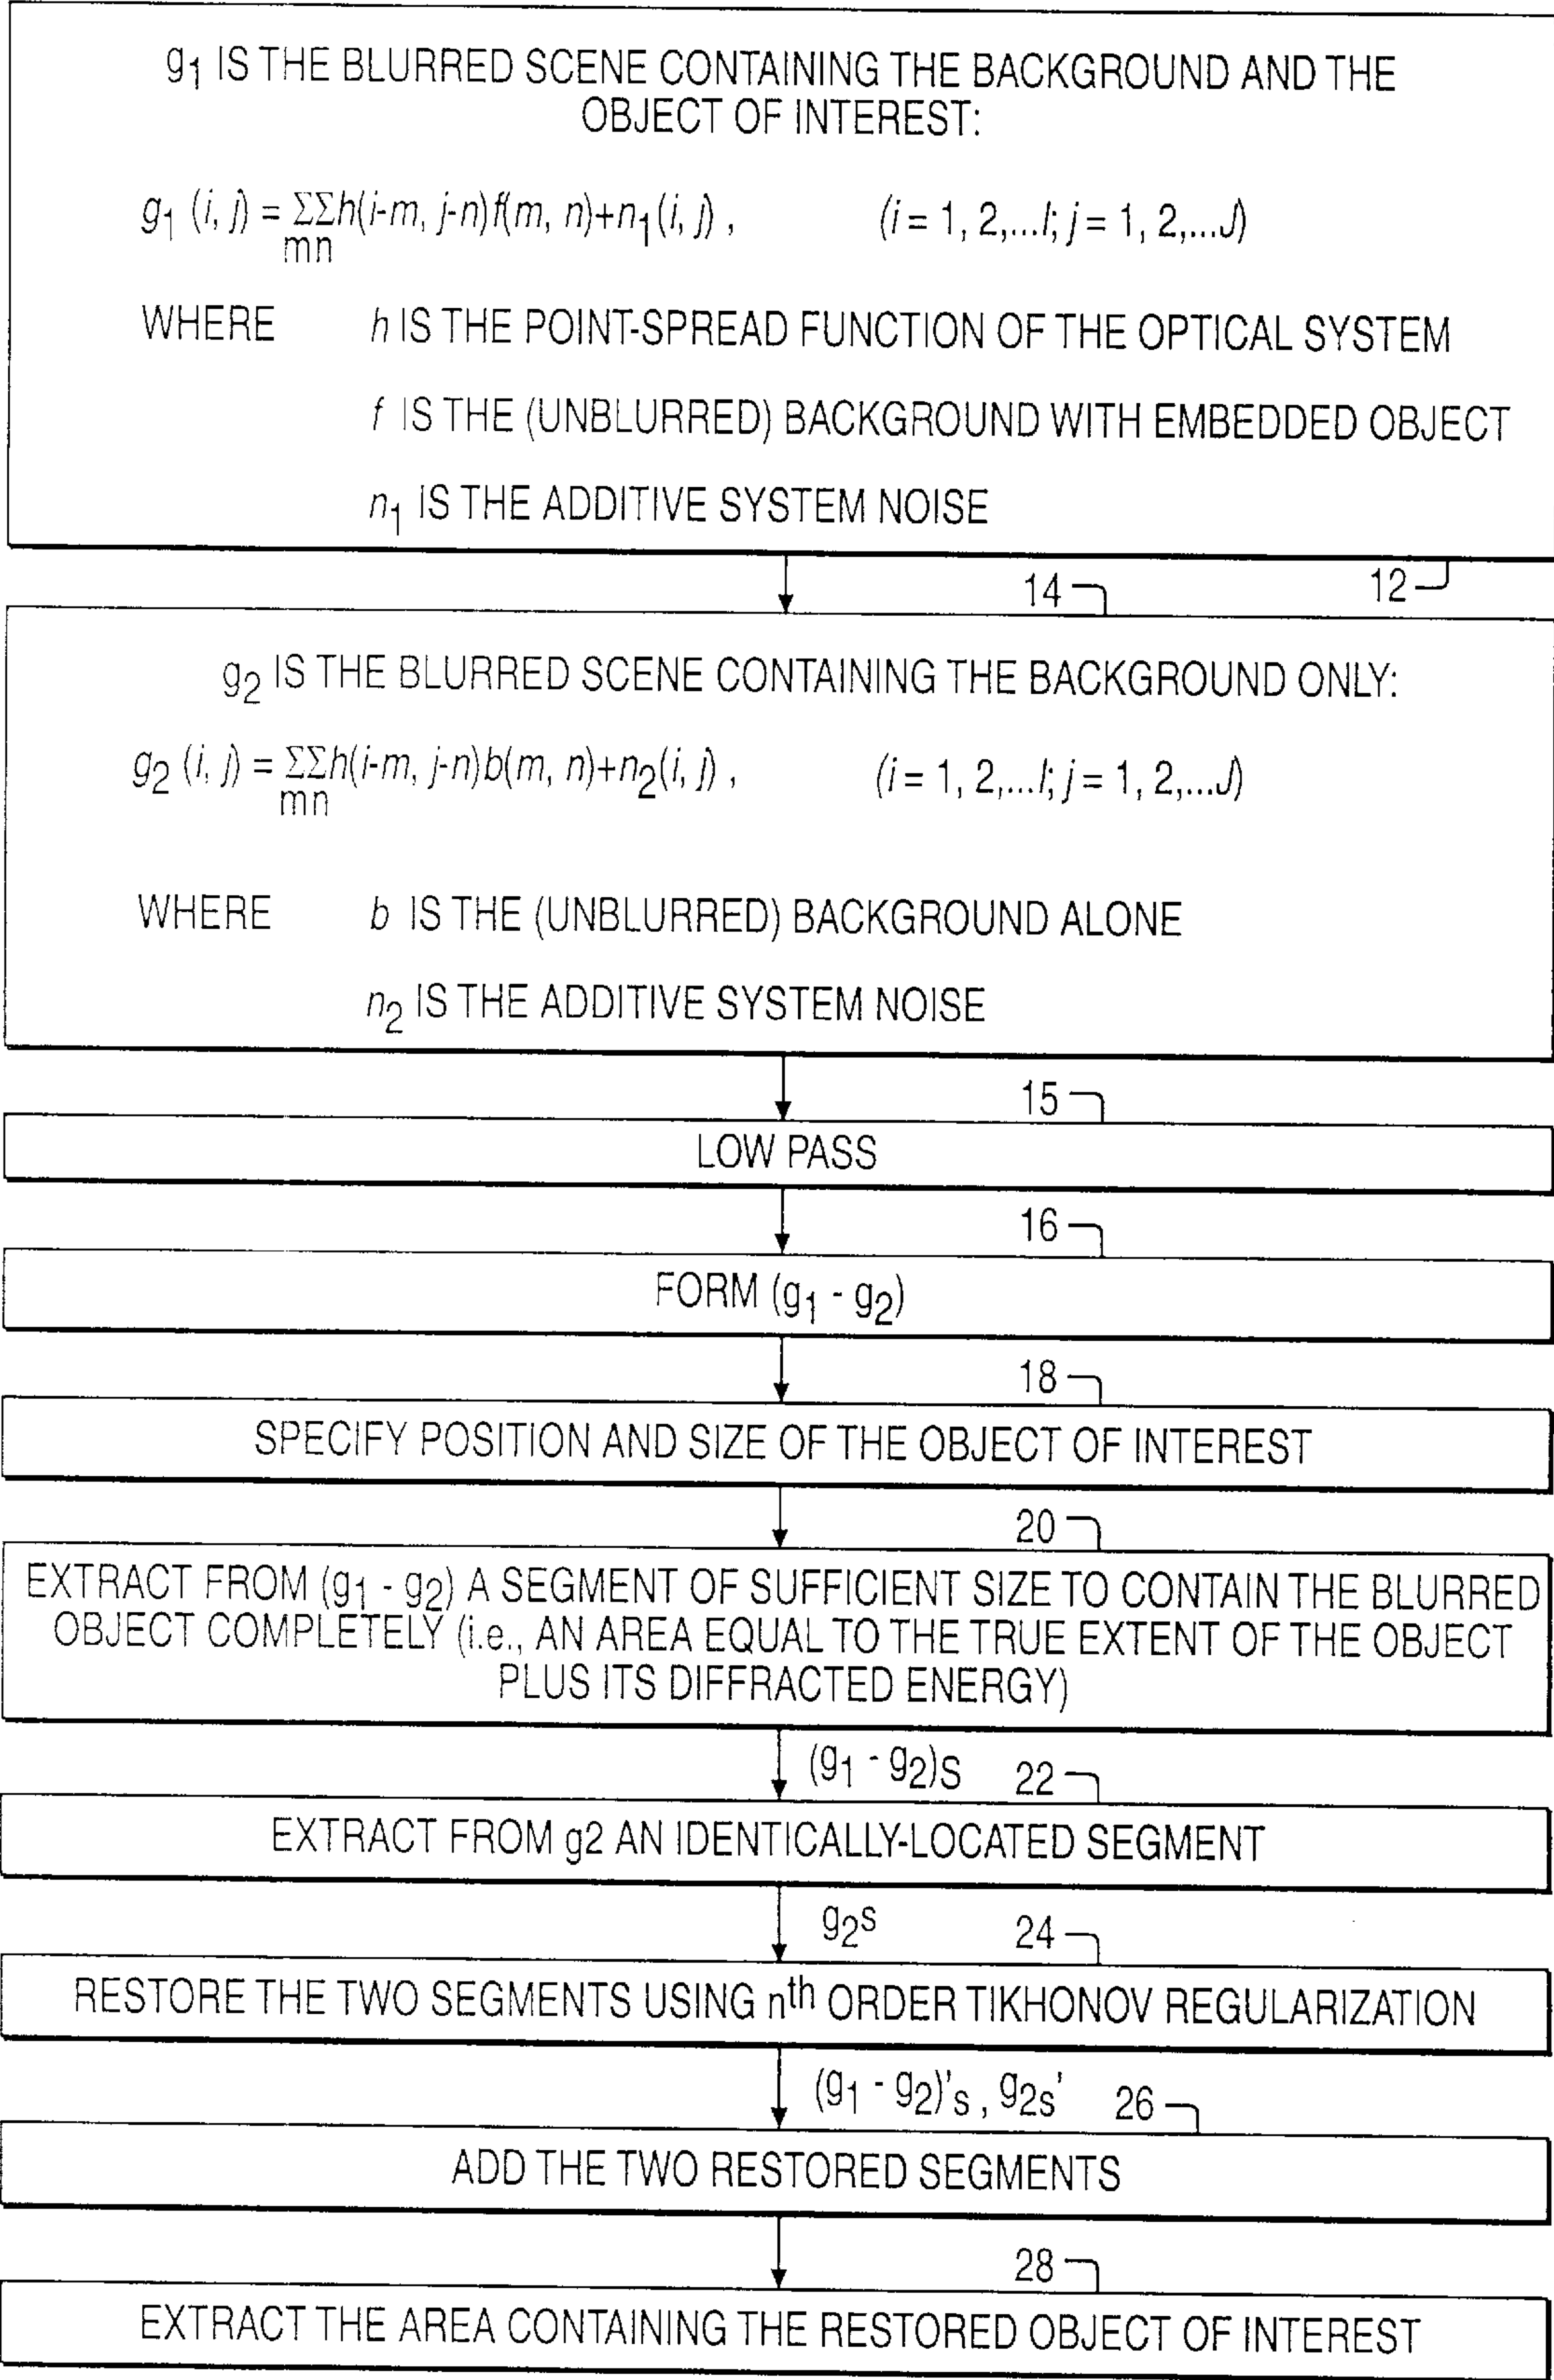 g1 IS THE BLURRED SCENE CONTAINING THE BACKGROUND AND THE
OBJECT OF INTEREST:
g1 (i, j) = ΣΣh(i-m, j-n)f(m, n)+n1(i, j) , (i = 1, 2,...I; j = 1, 2,...J)
mn
WHERE h IS THE POINT-SPREAD FUNCTION OF THE OPTICAL SYSTEM
f IS THE (UNBLURRED) BACKGROUND WITH EMBEDDED OBJECT
n1 IS THE ADDITIVE SYSTEM NOISE
12
14
g2 IS THE BLURRED SCENE CONTAINING THE BACKGROUND ONLY:
g2 (i, j) = ΣΣh(i-m, j-n)b(m, n)+n2(i, j) , (i = 1, 2,...I; j = 1, 2,...J)
mn
WHERE b IS THE (UNBLURRED) BACKGROUND ALONE
n2 IS THE ADDITIVE SYSTEM NOISE
15
LOW PASS
16
FORM (g1 - g2)
18
SPECIFY POSITION AND SIZE OF THE OBJECT OF INTEREST
20
EXTRACT FROM (g1 - g2) A SEGMENT OF SUFFICIENT SIZE TO CONTAIN THE BLURRED
OBJECT COMPLETELY (i.e., AN AREA EQUAL TO THE TRUE EXTENT OF THE OBJECT
PLUS ITS DIFFRACTED ENERGY)
(g1 - g2)S 22
EXTRACT FROM g2 AN IDENTICALLY-LOCATED SEGMENT
g2s 24
RESTORE THE TWO SEGMENTS USING nth ORDER TIKHONOV REGULARIZATION
(g1 - g2)'s , g2s' 26
ADD THE TWO RESTORED SEGMENTS
28
EXTRACT THE AREA CONTAINING THE RESTORED OBJECT OF INTEREST